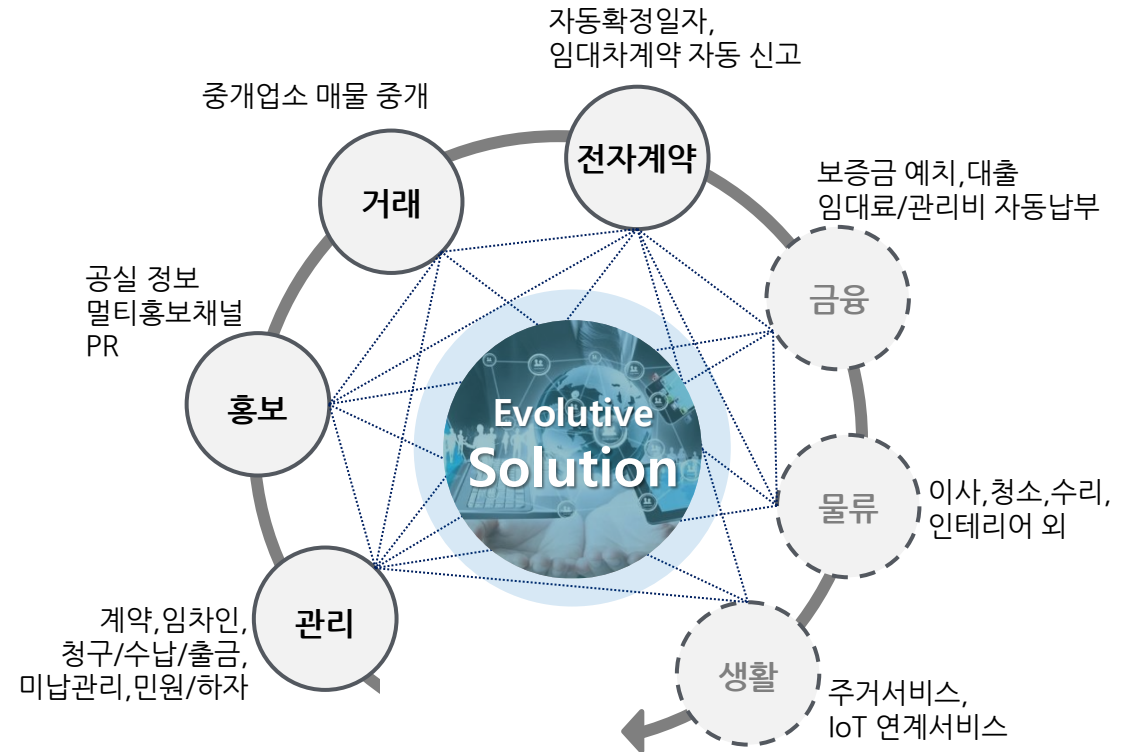 자동확정일자,
임대차계약 자동 신고
중개업소 매물 중개
전자계약
거래
보증금 예치,대출
임대료/관리비 자동납부
금융
공실 정보
멀티홍보채널
PR
홍보
Evolutive
Solution
물류
이사,청소,수리,
인테리어 외
관리
계약,임차인,
청구/수납/출금,
미납관리,민원/하자
생활
주거서비스,
IoT 연계서비스